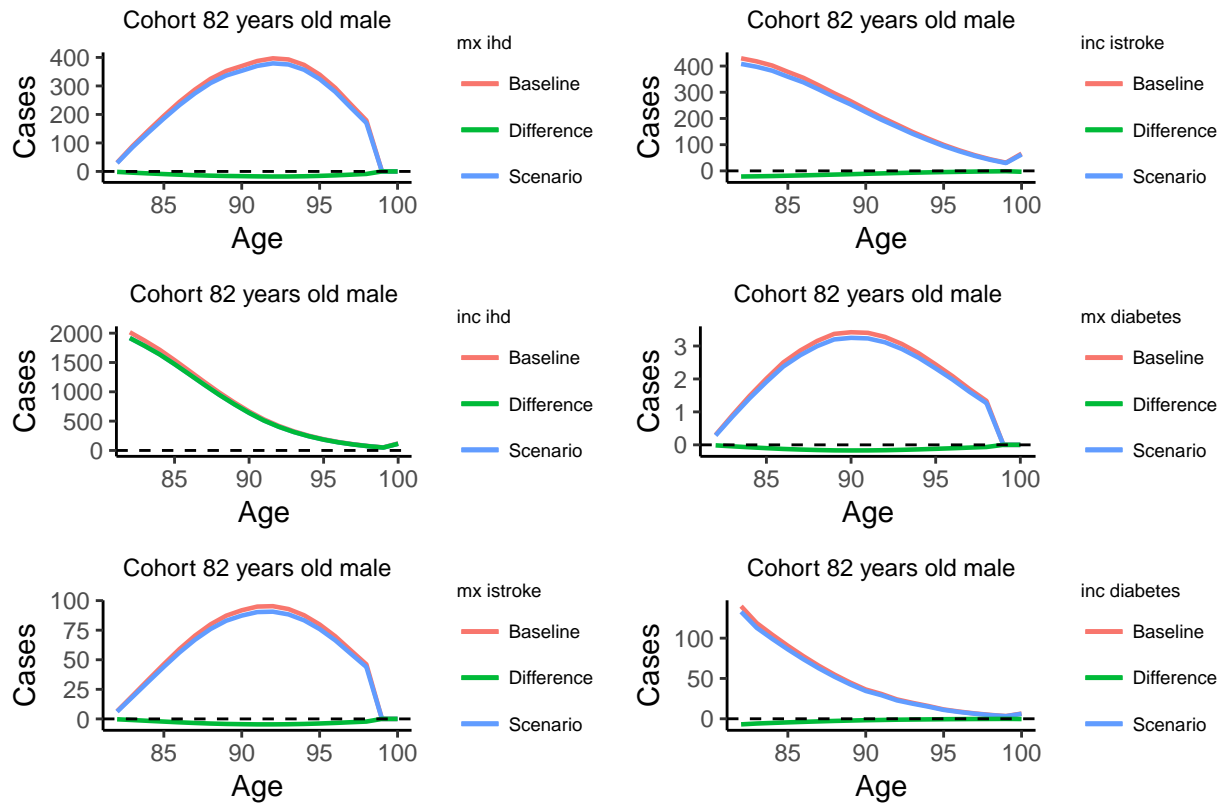 Cohort 82 years old male
Cases
400
300
200
100
0
85 90 95 100
Age
mx ihd
Baseline
Difference
Scenario
Cohort 82 years old male
Cases
400
300
200
100
0
85 90 95 100
Age
inc istroke
Baseline
Difference
Scenario
Cohort 82 years old male
Cases
2000
1500
1000
500
0
85 90 95 100
Age
inc ihd
Baseline
Difference
Scenario
Cohort 82 years old male
Cases
3
2
1
0
85 90 95 100
Age
mx diabetes
Baseline
Difference
Scenario
Cohort 82 years old male
Cases
100
75
50
25
0
85 90 95 100
Age
mx istroke
Baseline
Difference
Scenario
Cohort 82 years old male
Cases
100
50
0
85 90 95 100
Age
inc diabetes
Baseline
Difference
Scenario